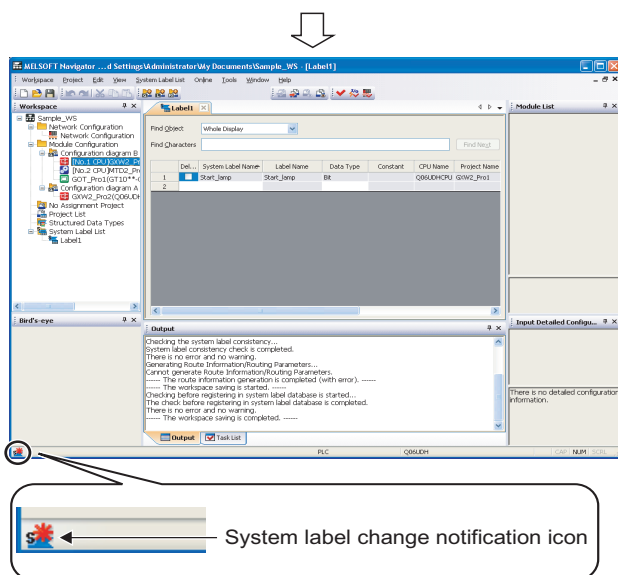 MELSOFT Navigator ...d Settings\Administrator\My Documents\Sample_WS - [Label1]
Workspace Project Edit View System Label List Online Tools Window Help
Workspace
Sample_WS
Network Configuration
Network Configuration
Module Configuration
Configuration diagram B
[No.1 CPU]GXW2_Pr
[No.2 CPU]MTD2_Pr
GOT_Pro1(GT10**-(
Configuration diagram A
GXW2_Pro2(Q06UDH
No Assignment Project
Project List
Structured Data Types
System Label List
Label1
Bird's-eye
Label1
Find Object Whole Display
Find Characters Find Next
Del... System Label Name Label Name Data Type Constant CPU Name Project Name
1 Start_lamp Start_lamp Bit Q06UDHCPU GXW2_Pro1
2
Output
Checking the system label consistency...
System label consistency check is completed.
There is no error and no warning.
Generating Route Information/Routing Parameters...
Cannot generate Route Information/Routing Parameters.
------ The route information generation is completed (with error). ------
------ The workspace saving is started. ------
Checking before registering in system label database is started...
The check before registering in system label database is completed.
There is no error and no warning.
------ The workspace saving is completed. ------
Output Task List
Module List
Input Detailed Configu...
There is no detailed configuration
information.
PLC Q06UDH CAP NUM SCRL
S
System label change notification icon